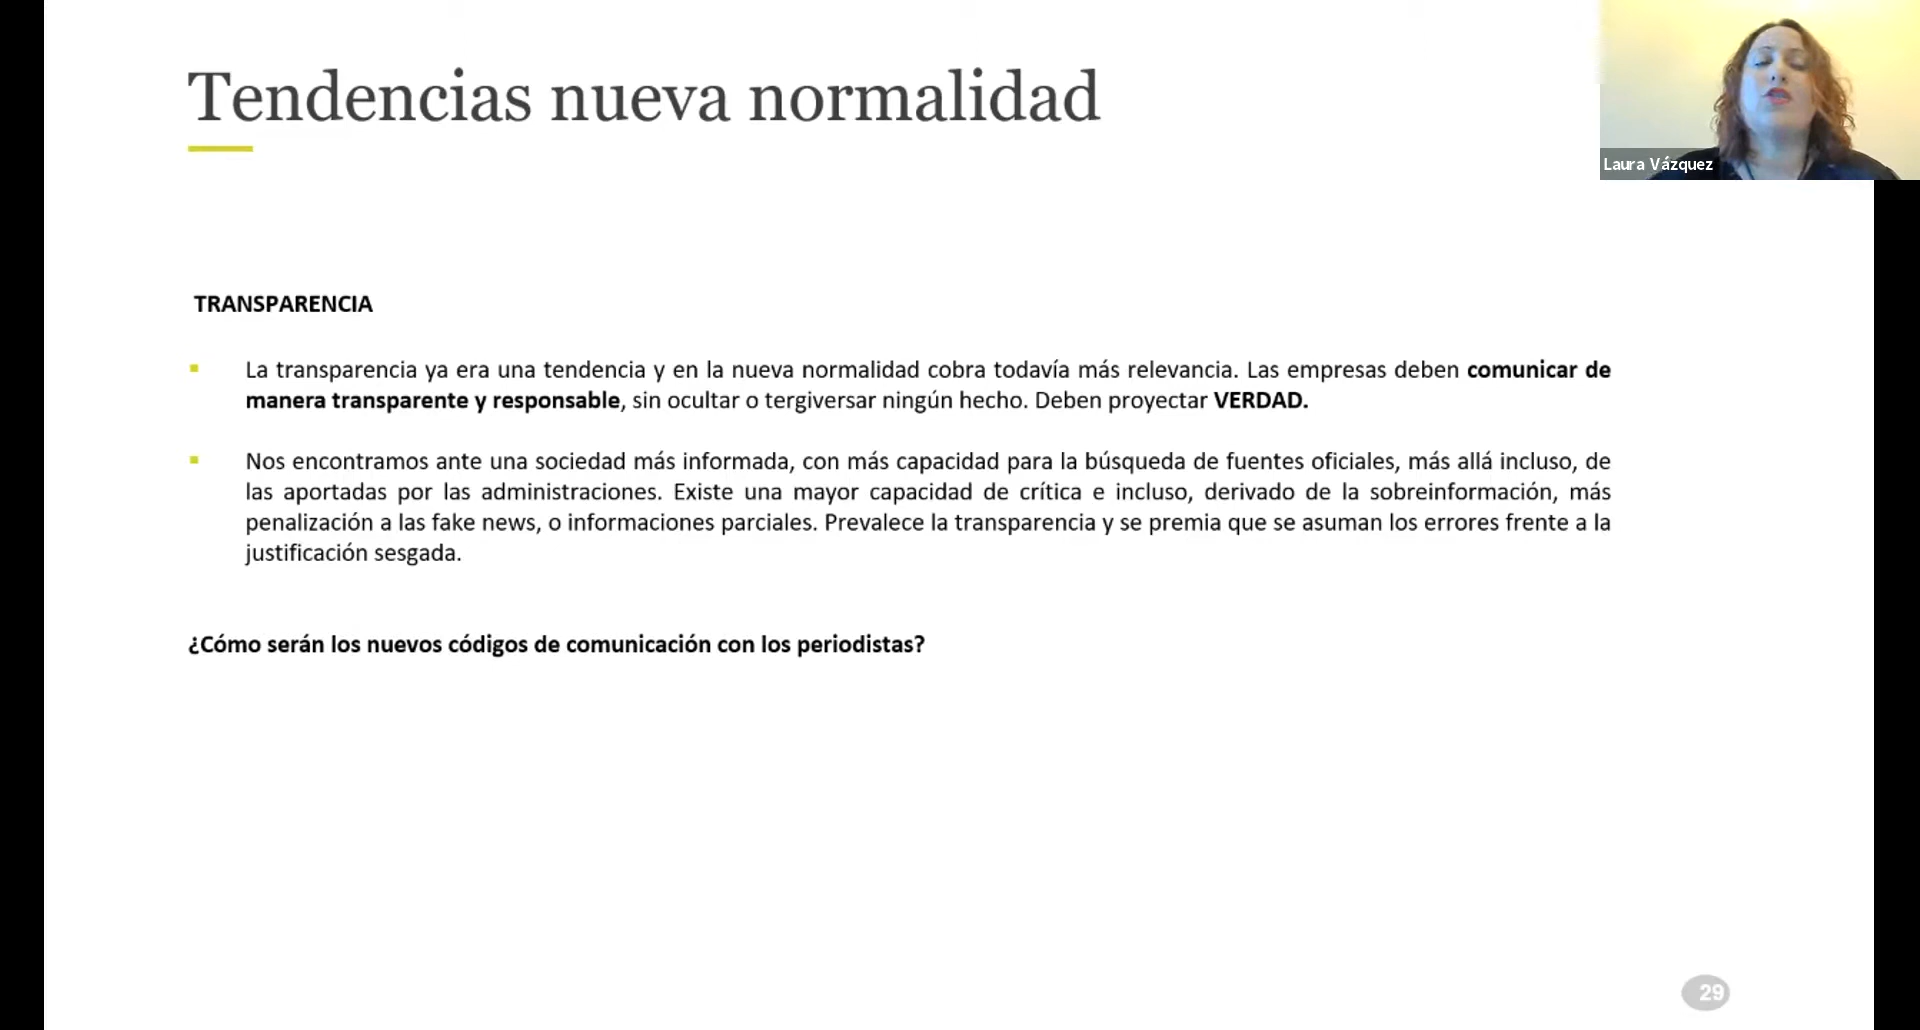 Tendencias nueva normalidad
Laura Vázquez
TRANSPARENCIA
La transparencia ya era una tendencia y en la nueva normalidad cobra todavía más relevancia. Las empresas deben comunicar de
manera transparente y responsable, sin ocultar o tergiversar ningún hecho. Deben proyectar VERDAD.
Nos encontramos ante una sociedad más informada, con más capacidad para la búsqueda de fuentes oficiales, más allá incluso, de
las aportadas por las administraciones. Existe una mayor capacidad de crítica e incluso, derivado de la sobreinformación, más
penalización a las fake news, o informaciones parciales. Prevalece la transparencia y se premia que se asuman los errores frente a la
justificación sesgada.
¿Cómo serán los nuevos códigos de comunicación con los periodistas?
29